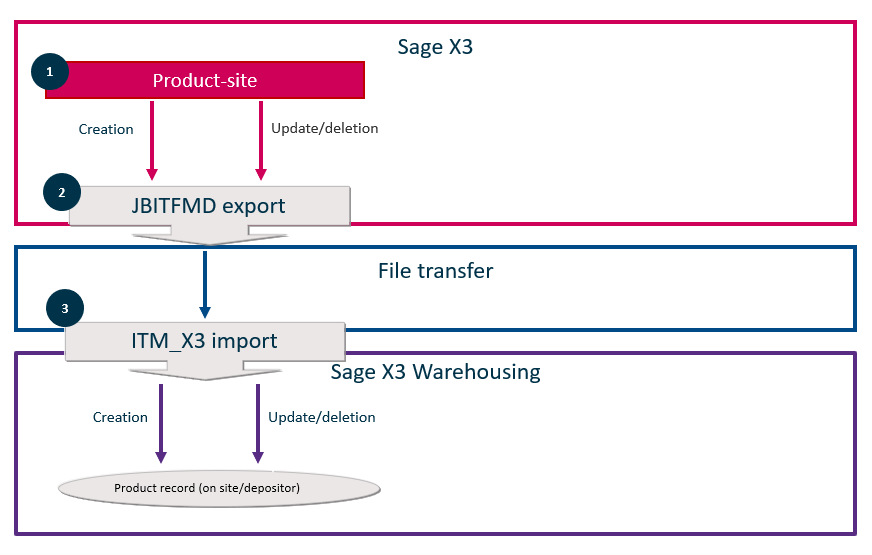 Sage X3
1
Product-site
Creation
Update/deletion
2
JBITFMD export
File transfer
3
ITM_X3 import
Sage X3 Warehousing
Creation
Update/deletion
Product record (on site/depositor)